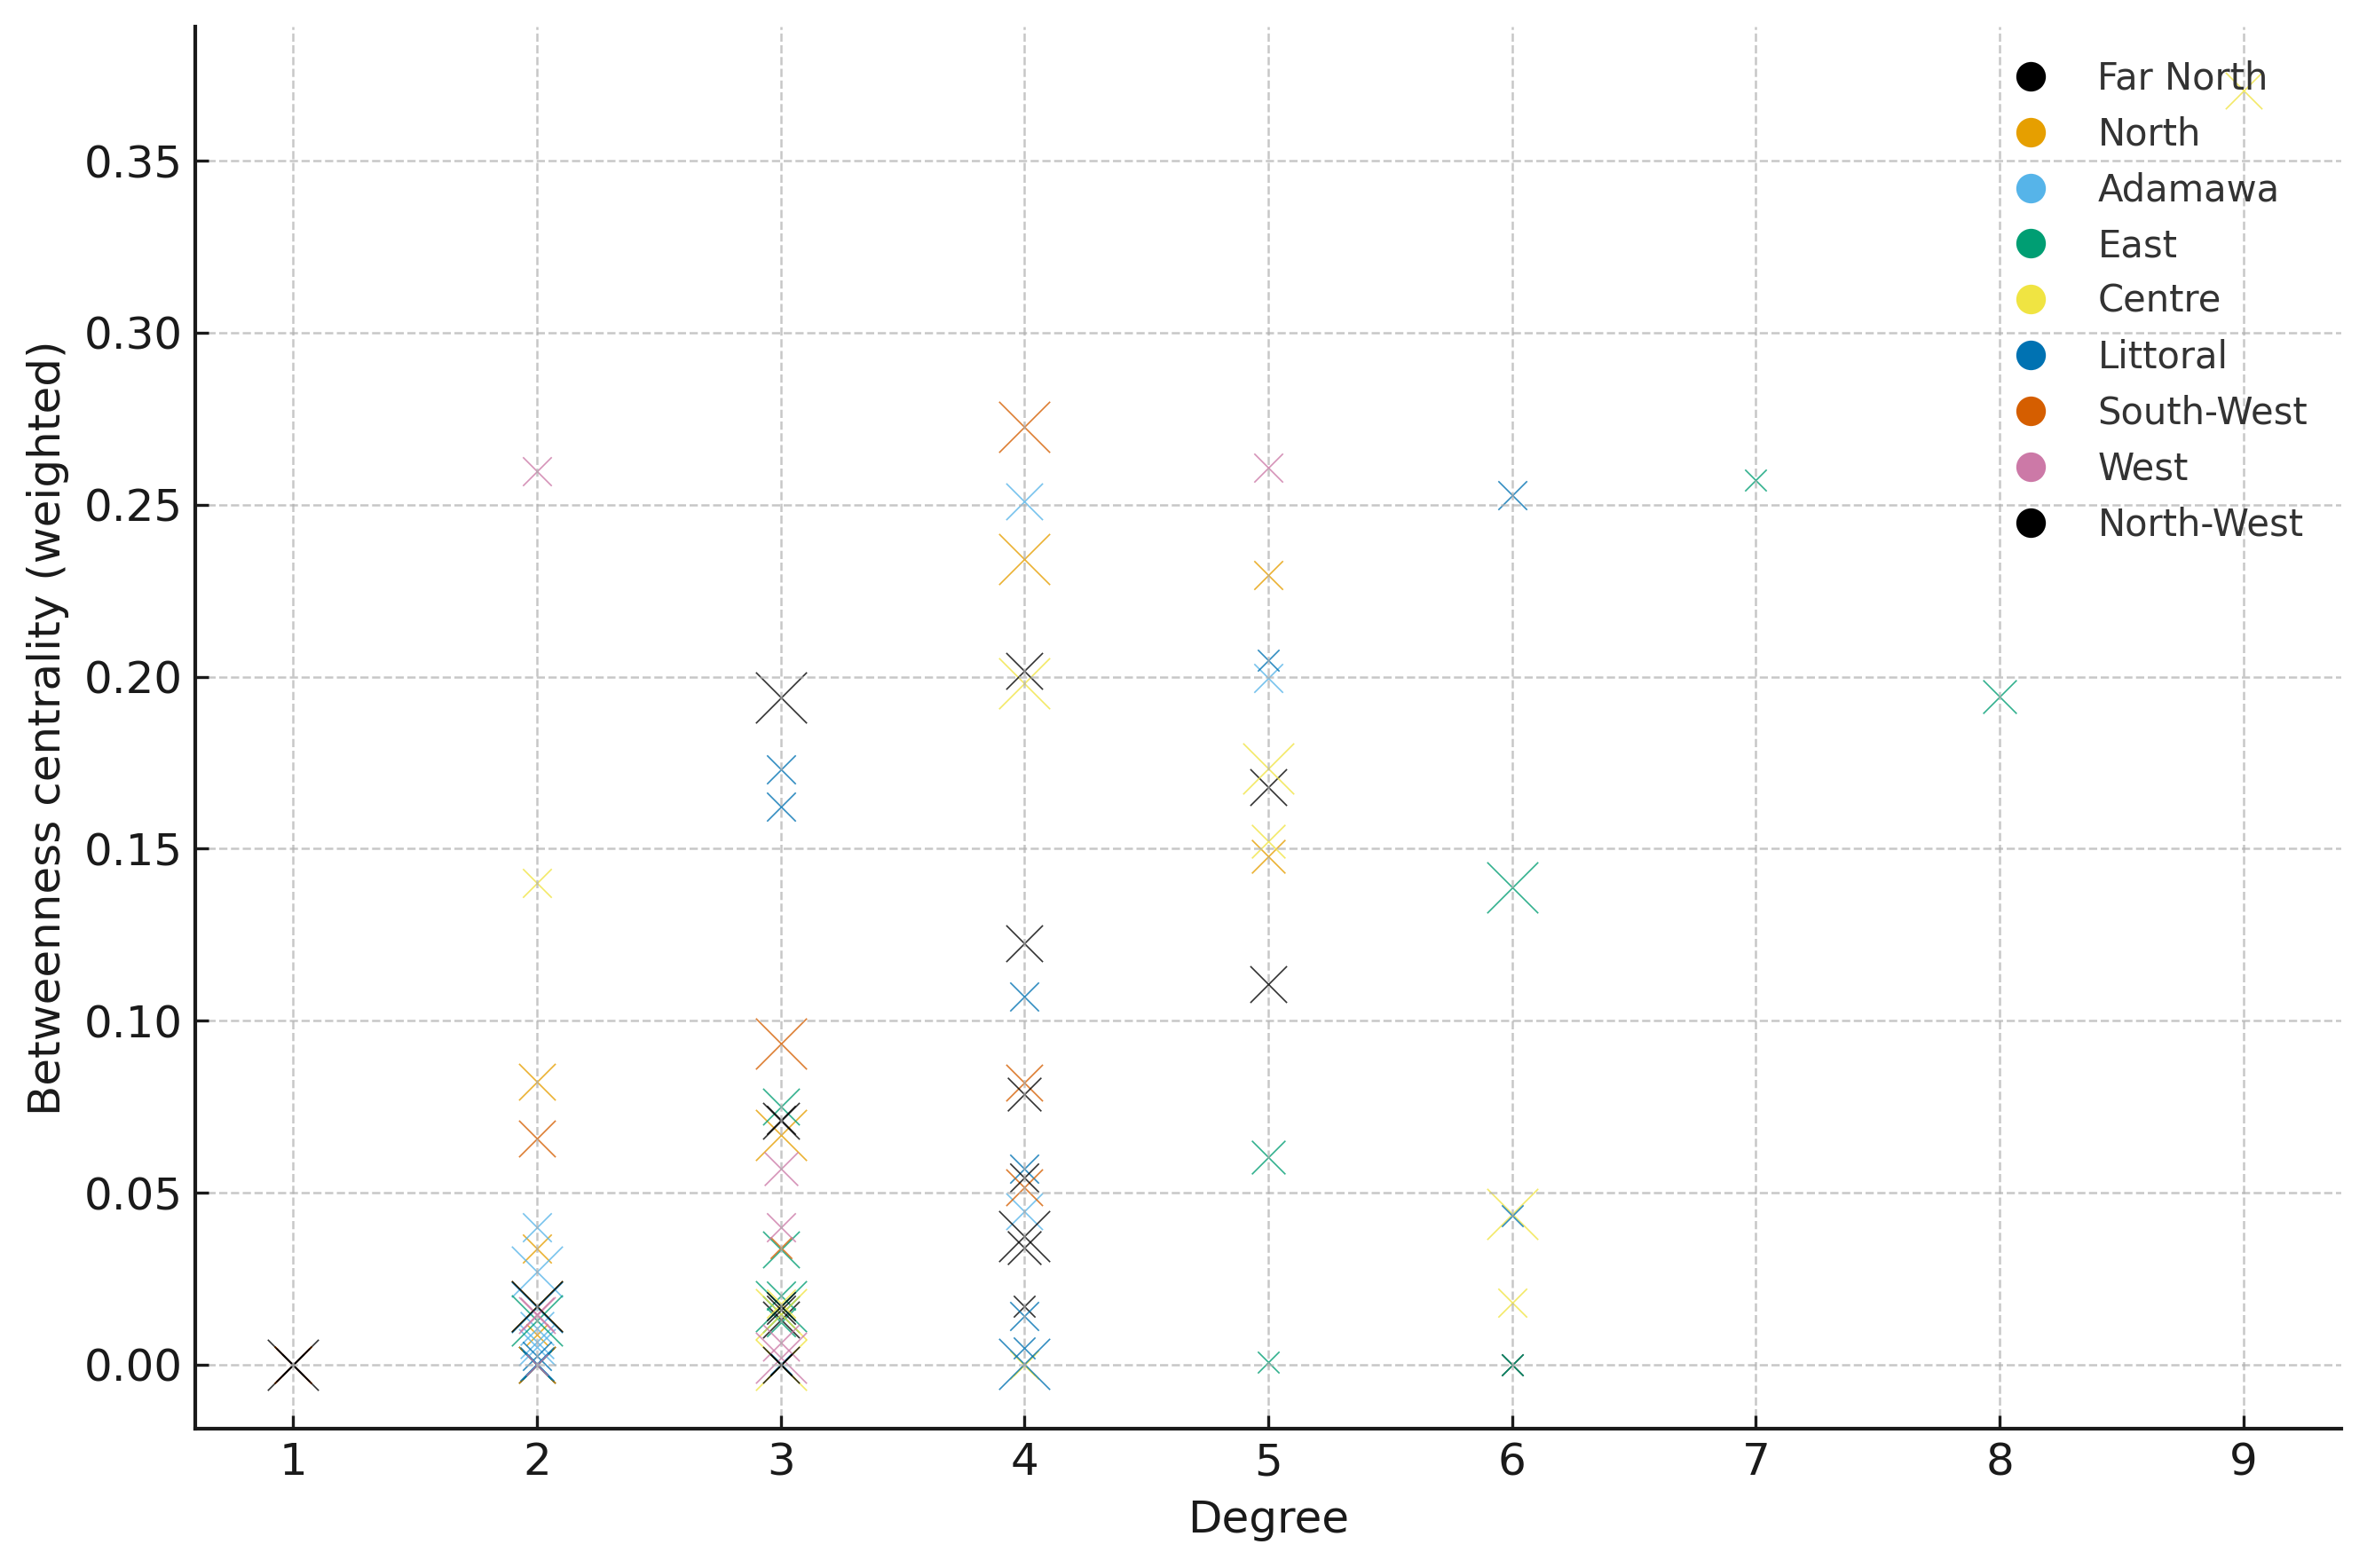 Betweenness centrality (weighted)
0.35
0.30
0.25
0.20
0.15
0.10
0.05
0.00
1 2 3 4 5 6 7 8 9
Degree
Far North
North
Adamawa
East
Centre
Littoral
South-West
West
North-West